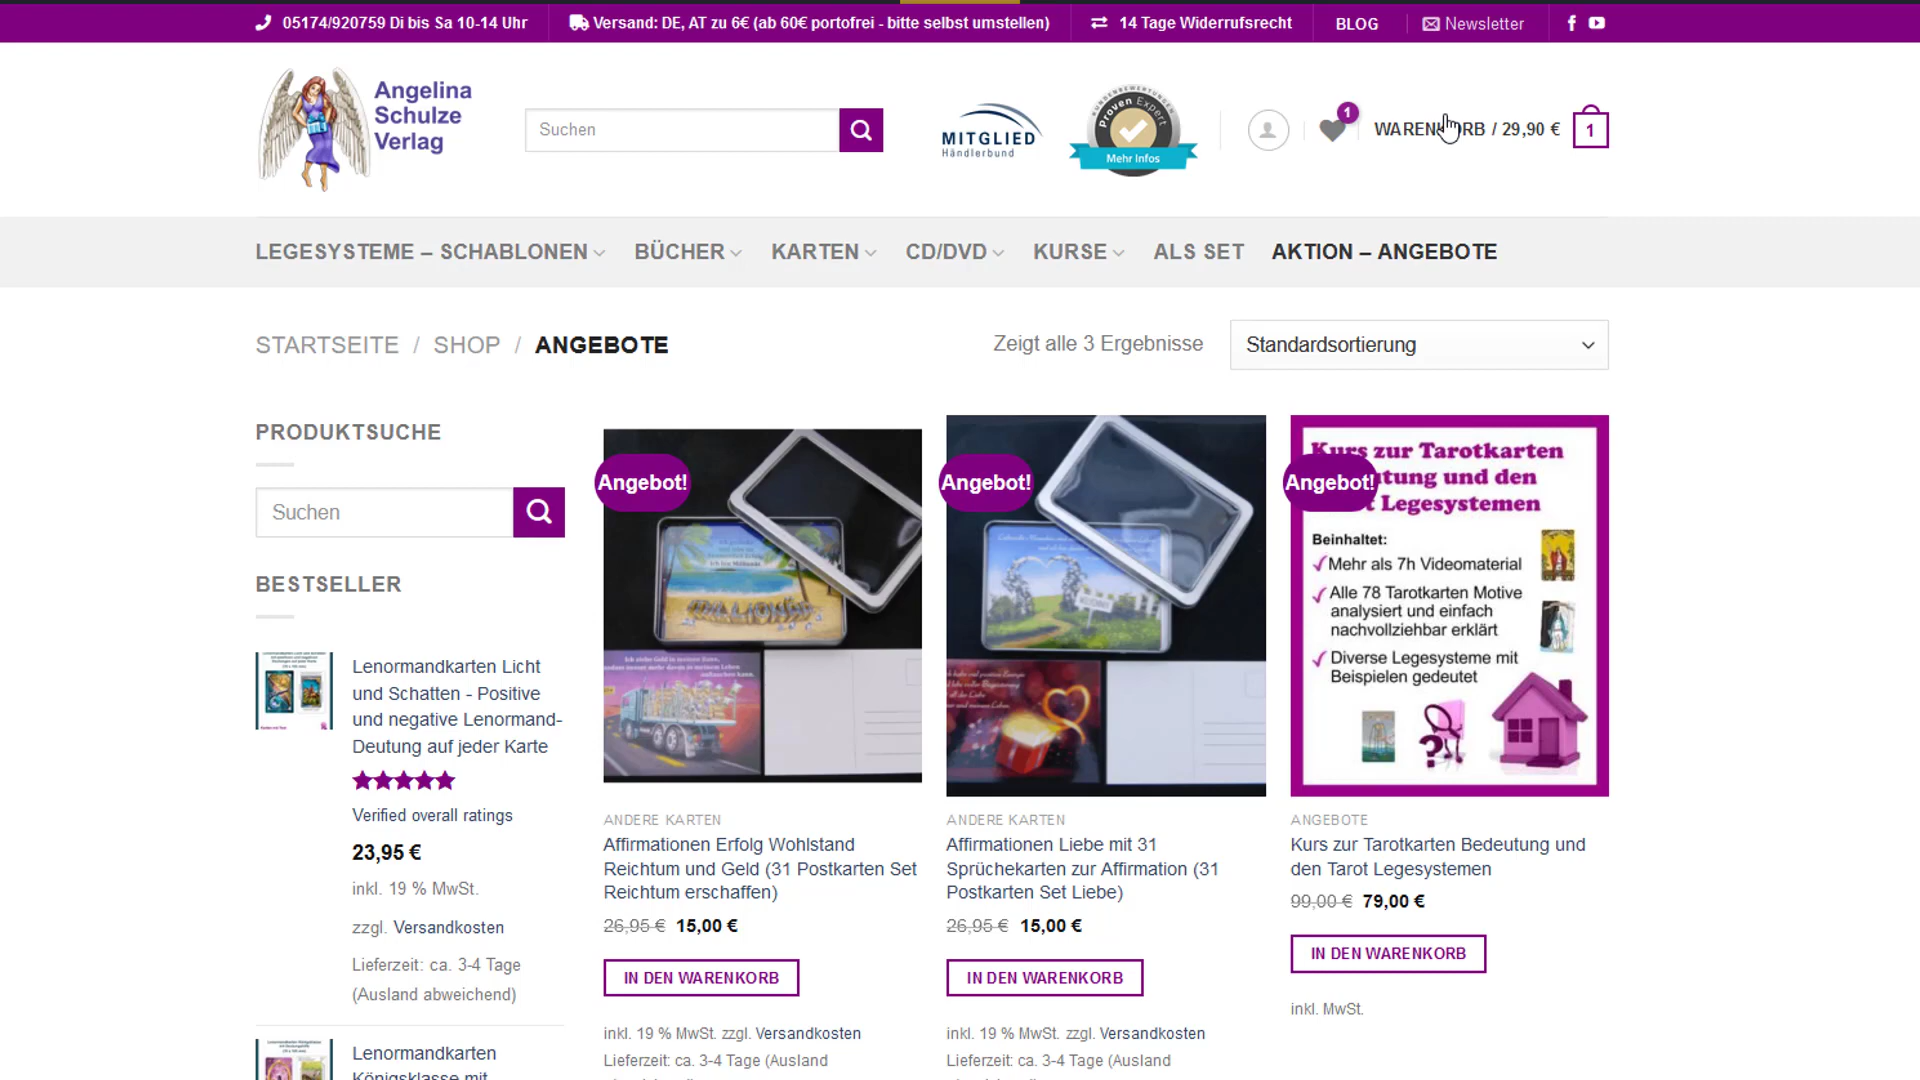 05174/920759 Di bis Sa 10-14 Uhr
Versand: DE, AT zu 6€ (ab 60€ portofrei - bitte selbst umstellen)
14 Tage Widerrufsrecht
BLOG
Newsletter
Angelina
Schulze
Verlag
Suchen
MITGLIED
Händlerbund
Proven Expert
Mehr Infos
1
WARENKORB / 29,90 €
1
LEGESYSTEME – SCHABLONEN
BÜCHER
KARTEN
CD/DVD
KURSE
ALS SET
AKTION – ANGEBOTE
STARTSEITE / SHOP / ANGEBOTE
Zeigt alle 3 Ergebnisse
Standardsortierung
PRODUKTSUCHE
Suchen
BESTSELLER
Lenormandkarten Licht
und Schatten - Positive
und negative Lenormand-
Deutung auf jeder Karte
Verified overall ratings
23,95 €
inkl. 19 % MwSt.
zzgl. Versandkosten
Lieferzeit: ca. 3-4 Tage
(Ausland abweichend)
Lenormandkarten
Königsklasse mit
Angebot!
ANDERE KARTEN
Affirmationen Erfolg Wohlstand
Reichtum und Geld (31 Postkarten Set
Reichtum erschaffen)
26,95 € 15,00 €
IN DEN WARENKORB
inkl. 19 % MwSt. zzgl. Versandkosten
Lieferzeit: ca. 3-4 Tage (Ausland
Angebot!
ANDERE KARTEN
Affirmationen Liebe mit 31
Sprüchekarten zur Affirmation (31
Postkarten Set Liebe)
26,95 € 15,00 €
IN DEN WARENKORB
inkl. 19 % MwSt. zzgl. Versandkosten
Lieferzeit: ca. 3-4 Tage (Ausland
Angebot!
Kurs zur Tarotkarten
tung und den
Legesystemen
Beinhaltet:
Mehr als 7h Videomaterial
Alle 78 Tarotkarten Motive
analysiert und einfach
nachvollziehbar erklärt
Diverse Legesysteme mit
Beispielen gedeutet
ANGEBOTE
Kurs zur Tarotkarten Bedeutung und
den Tarot Legesystemen
99,00 € 79,00 €
IN DEN WARENKORB
inkl. MwSt.